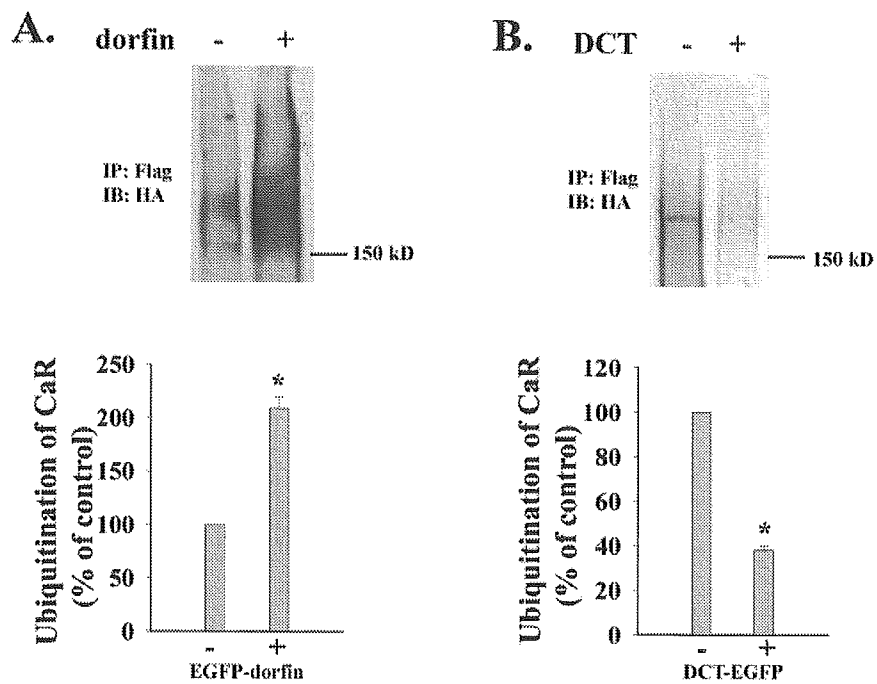 A. dorfin - +
IP: Flag
IB: HA
150 kD
Ubiquitination of CaR
(% of control)
250
200
150
100
50
0
*
- +
EGFP-dorfin
B. DCT - +
IP: Flag
IB: HA
150 kD
Ubiquitination of CaR
(% of control)
120
100
80
60
40
20
0
*
- +
DCT-EGFP